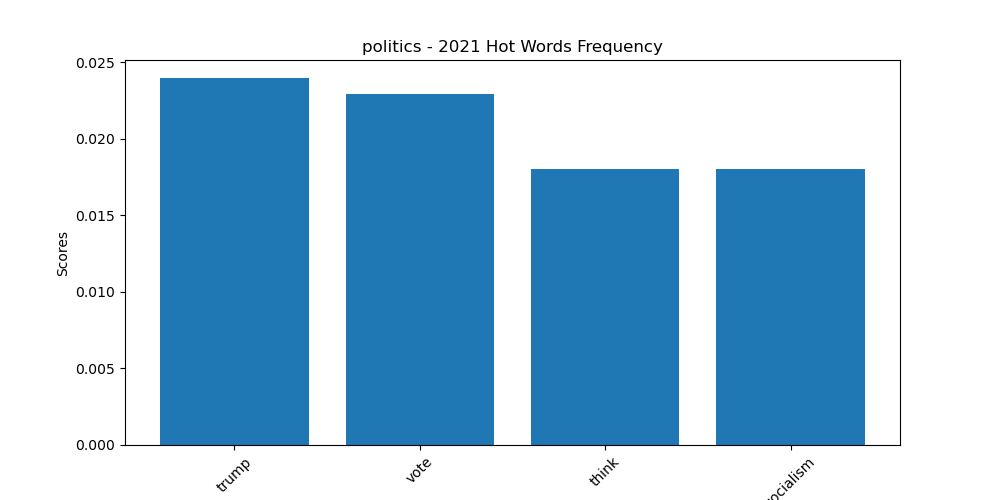 politics - 2021 Hot Words Frequency
Scores
0.025
0.020
0.015
0.010
0.005
0.000
trump
vote
think
ocialism